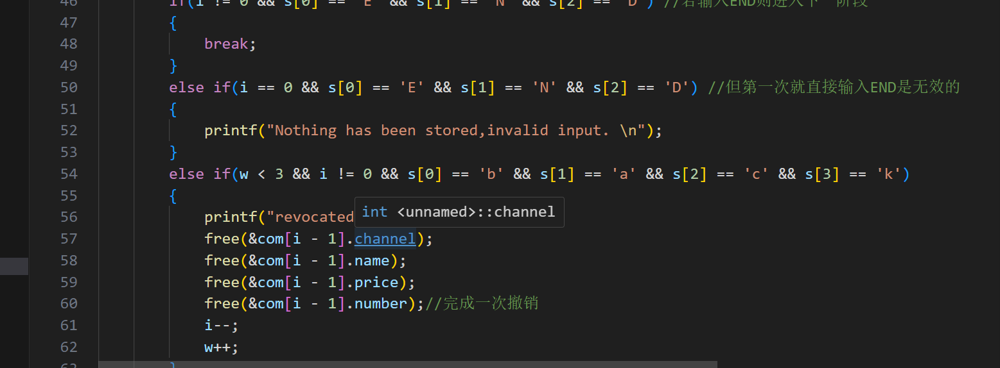 46 if(i != 0 && s[0] == 'E' && s[1] == 'N' && s[2] == 'D') //若输入END则进入下一阶段
47 {
48 break;
49 }
50 else if(i == 0 && s[0] == 'E' && s[1] == 'N' && s[2] == 'D') //但第一次就直接输入END是无效的
51 {
52 printf("Nothing has been stored,invalid input. \n");
53 }
54 else if(w < 3 && i != 0 && s[0] == 'b' && s[1] == 'a' && s[2] == 'c' && s[3] == 'k')
55 {
int <unnamed>::channel
56 printf("revocated
57 free(&com[i - 1].channel);
58 free(&com[i - 1].name);
59 free(&com[i - 1].price);
60 free(&com[i - 1].number);//完成一次撤销
61 i--;
62 w++;
63 }